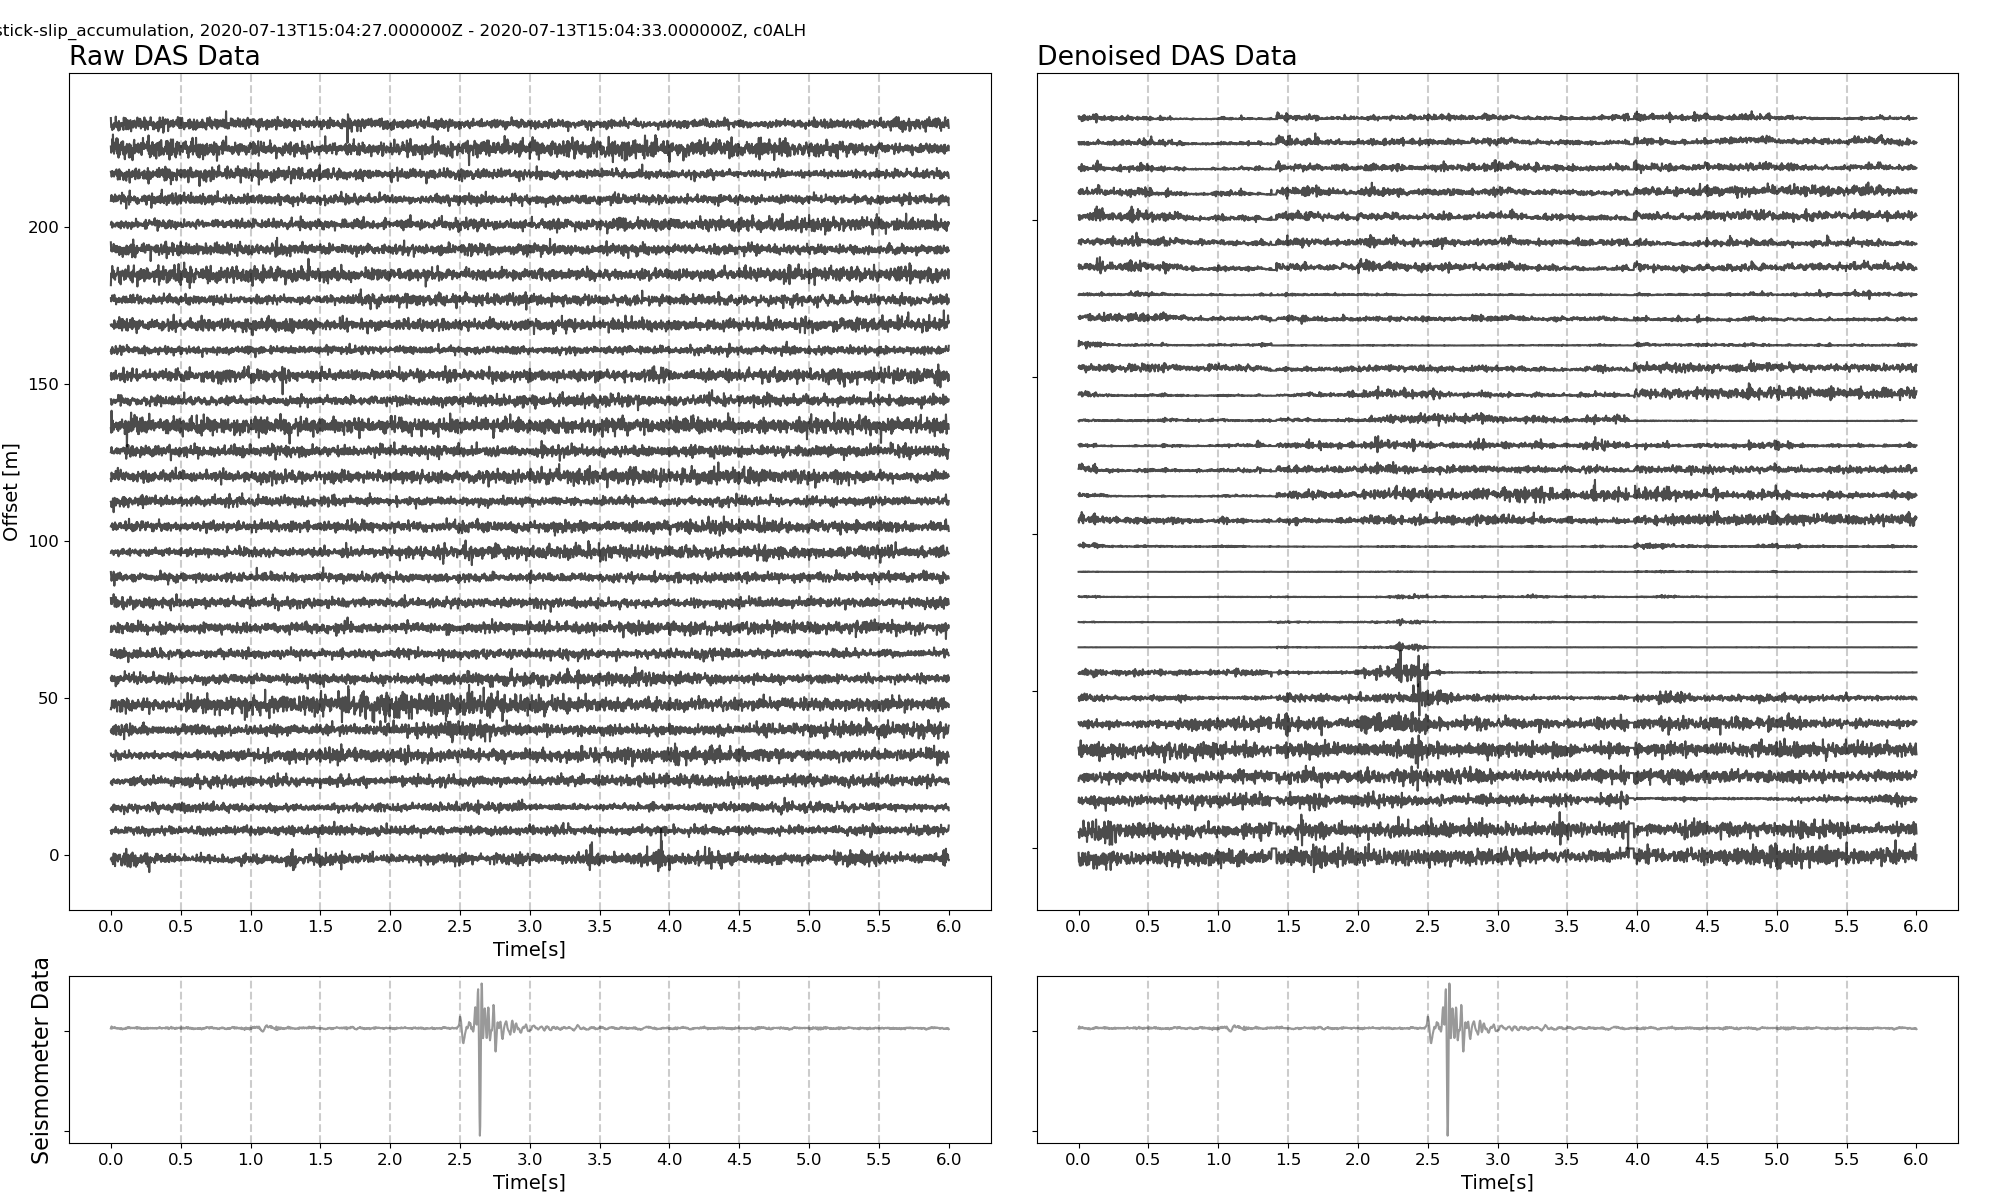 stick-slip_accumulation, 2020-07-13T15:04:27.000000Z - 2020-07-13T15:04:33.000000Z, c0ALH
Raw DAS Data
Denoised DAS Data
Offset [m]
200
150
100
50
0
0.0 0.5 1.0 1.5 2.0 2.5 3.0 3.5 4.0 4.5 5.0 5.5 6.0
Time[s]
0.0 0.5 1.0 1.5 2.0 2.5 3.0 3.5 4.0 4.5 5.0 5.5 6.0
Seismometer Data
0.0 0.5 1.0 1.5 2.0 2.5 3.0 3.5 4.0 4.5 5.0 5.5 6.0
Time[s]
0.0 0.5 1.0 1.5 2.0 2.5 3.0 3.5 4.0 4.5 5.0 5.5 6.0
Time[s]